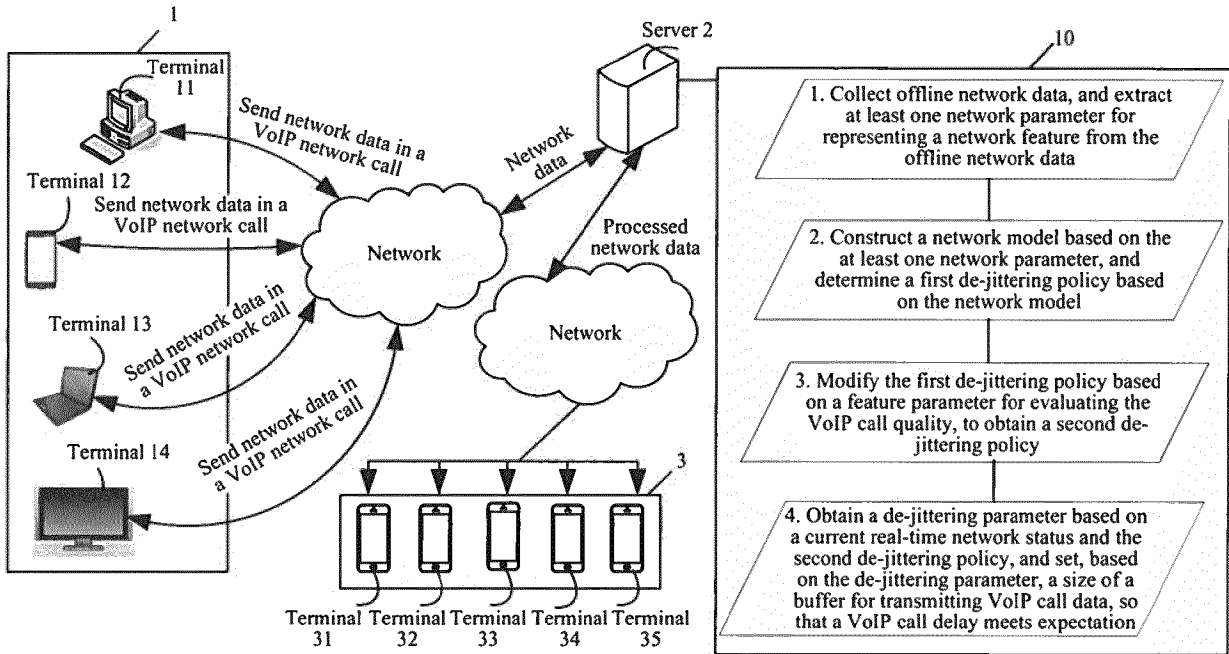 1
Terminal
11
Terminal 12
Terminal 13
Terminal 14
Send network data in a
VoIP network call
Send network data in a
VoIP network call
Send network data in
a VoIP network call
Send network data in
a VoIP network call
Network
Network
data
Server 2
Processed
network data
Network
3
Terminal
31
Terminal
32
Terminal
33
Terminal
34
Terminal
35
10
1. Collect offline network data, and extract
at least one network parameter for
representing a network feature from the
offline network data
2. Construct a network model based on the
at least one network parameter, and
determine a first de-jittering policy based
on the network model
3. Modify the first de-jittering policy based
on a feature parameter for evaluating the
VoIP call quality, to obtain a second de-
jittering policy
4. Obtain a de-jittering parameter based on
a current real-time network status and the
second de-jittering policy, and set, based
on the de-jittering parameter, a size of a
buffer for transmitting VoIP call data, so
that a VoIP call delay meets expectation